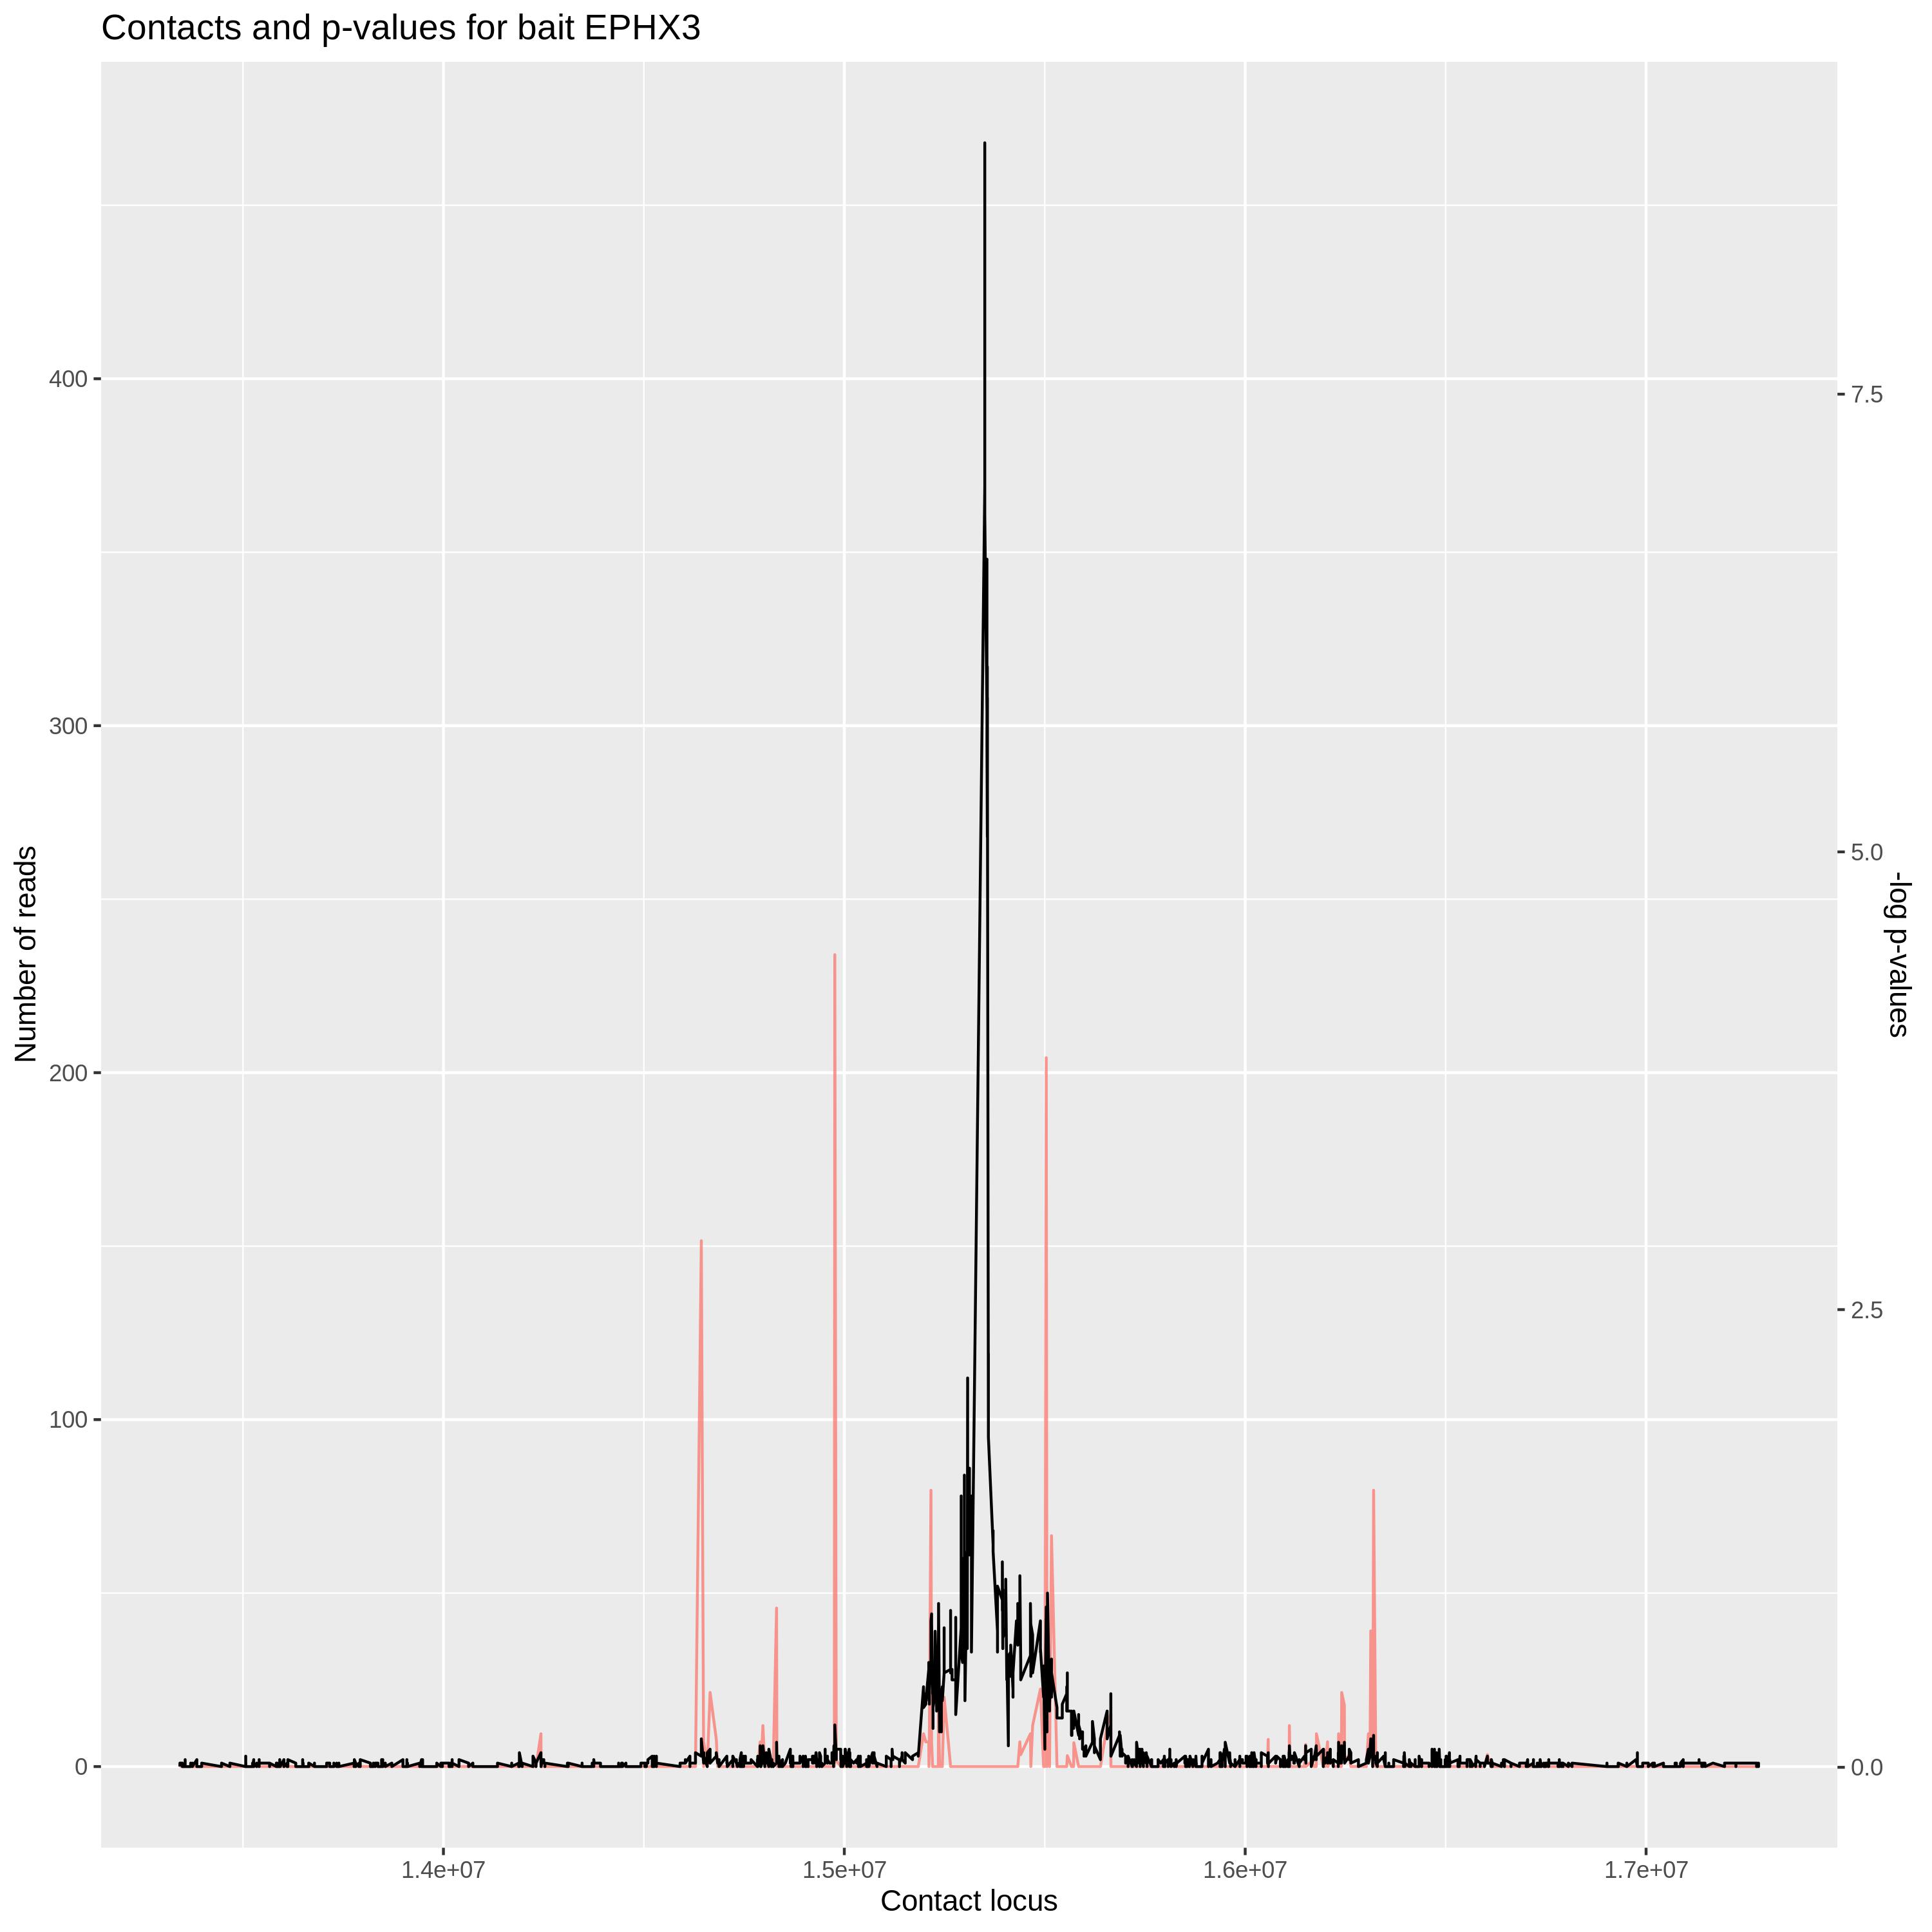 Contacts and p-values for bait EPHX3
400
300
200
100
0
Number of reads
7.5
5.0
2.5
0.0
-log p-values
1.4e+07 1.5e+07 1.6e+07 1.7e+07
Contact locus